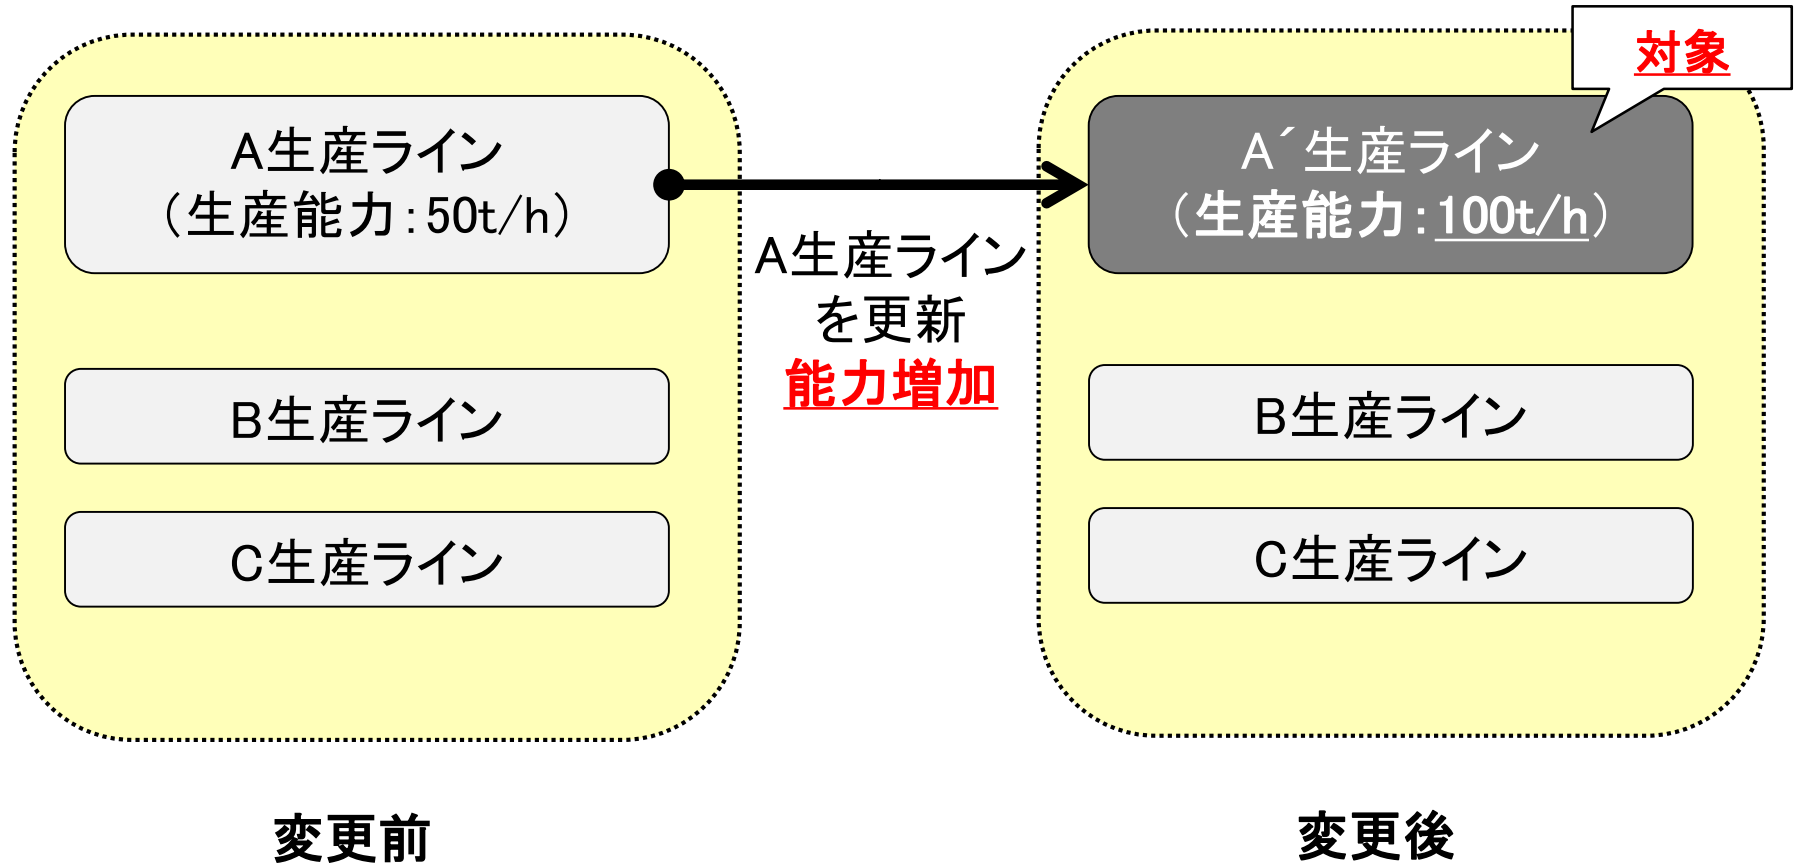 A生産ライン
（生産能力：50t/h）
B生産ライン
C生産ライン
変更前
A生産ライン
を更新
能力増加
対象
A´生産ライン
（生産能力：100t/h）
B生産ライン
C生産ライン
変更後